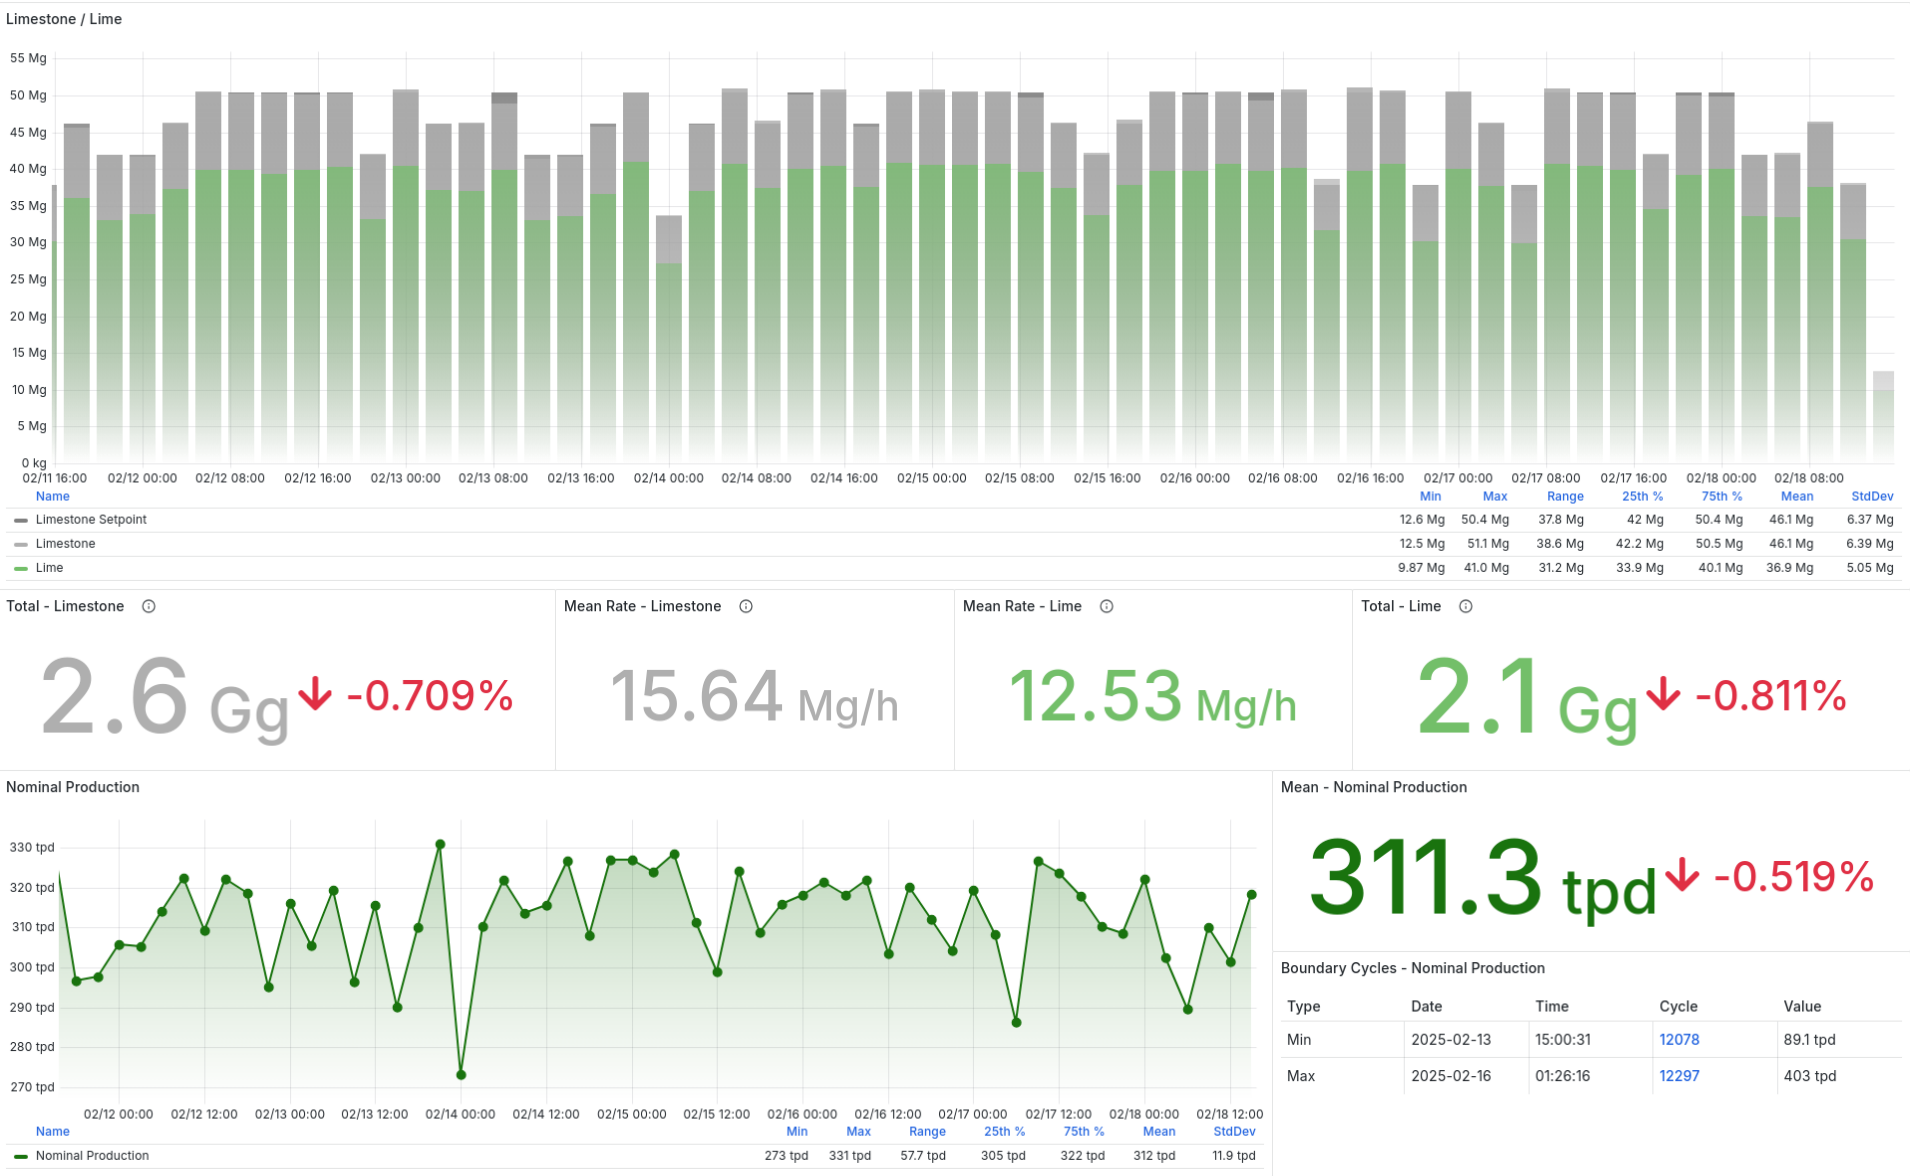 Limestone / Lime
55 Mg
50 Mg
45 Mg
40 Mg
35 Mg
30 Mg
25 Mg
20 Mg
15 Mg
10 Mg
5 Mg
0 kg
02/11 16:00 02/12 00:00 02/12 08:00 02/12 16:00 02/13 00:00 02/13 08:00 02/13 16:00 02/14 00:00 02/14 08:00 02/14 16:00 02/15 00:00 02/15 08:00 02/15 16:00 02/16 00:00 02/16 08:00 02/16 16:00 02/17 00:00 02/17 08:00 02/17 16:00 02/18 00:00 02/18 08:00
Name Min Max Range 25th % 75th % Mean StdDev
Limestone Setpoint 12.6 Mg 50.4 Mg 37.8 Mg 42 Mg 50.4 Mg 46.1 Mg 6.37 Mg
Limestone 12.5 Mg 51.1 Mg 38.6 Mg 42.2 Mg 50.5 Mg 46.1 Mg 6.39 Mg
Lime 9.87 Mg 41.0 Mg 31.2 Mg 33.9 Mg 40.1 Mg 36.9 Mg 5.05 Mg
Total - Limestone
2.6 Gg -0.709%
Mean Rate - Limestone
15.64 Mg/h
Mean Rate - Lime
12.53 Mg/h
Total - Lime
2.1 Gg -0.811%
Nominal Production
330 tpd
320 tpd
310 tpd
300 tpd
290 tpd
280 tpd
270 tpd
02/12 00:00 02/12 12:00 02/13 00:00 02/13 12:00 02/14 00:00 02/14 12:00 02/15 00:00 02/15 12:00 02/16 00:00 02/16 12:00 02/17 00:00 02/17 12:00 02/18 00:00 02/18 12:00
Name Min Max Range 25th % 75th % Mean StdDev
Nominal Production 273 tpd 331 tpd 57.7 tpd 305 tpd 322 tpd 312 tpd 11.9 tpd
Mean - Nominal Production
311.3 tpd -0.519%
Boundary Cycles - Nominal Production
Type Date Time Cycle Value
Min 2025-02-13 15:00:31 12078 89.1 tpd
Max 2025-02-16 01:26:16 12297 403 tpd